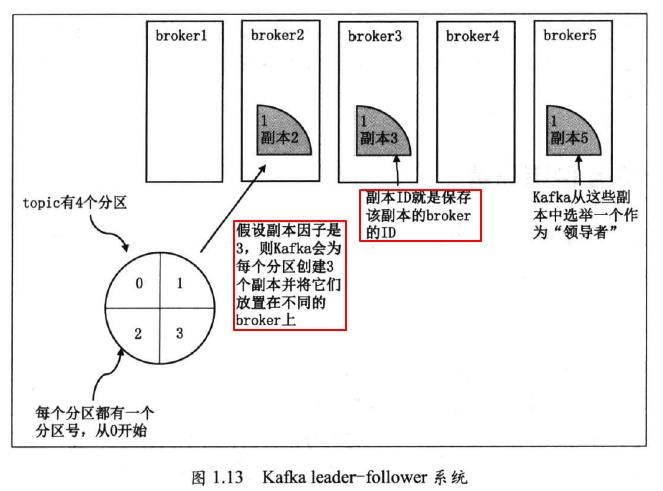 broker1
broker2
broker3
broker4
broker5
1
副本2
1
副本3
1
副本5
topic有4个分区
假设副本因子是
3，则Kafka会为
每个分区创建3
个副本并将它们
放置在不同的
broker上
副本ID就是保存
该副本的broker
的ID
Kafka从这些副
本中选举一个作
为“领导者”
0
1
2
3
每个分区都有一个
分区号，从0开始
图 1.13 Kafka leader-follower 系统